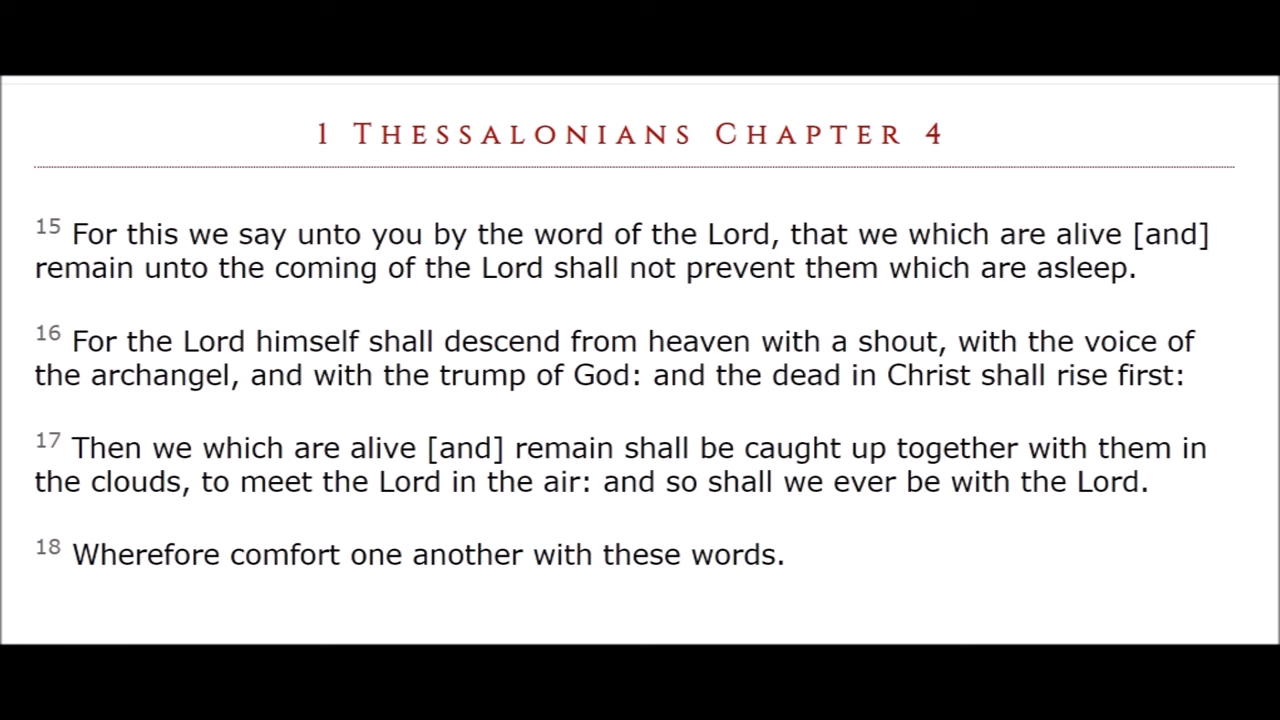 1 Thessalonians Chapter 4
15 For this we say unto you by the word of the Lord, that we which are alive [and]
remain unto the coming of the Lord shall not prevent them which are asleep.
16 For the Lord himself shall descend from heaven with a shout, with the voice of
the archangel, and with the trump of God: and the dead in Christ shall rise first:
17 Then we which are alive [and] remain shall be caught up together with them in
the clouds, to meet the Lord in the air: and so shall we ever be with the Lord.
18 Wherefore comfort one another with these words.